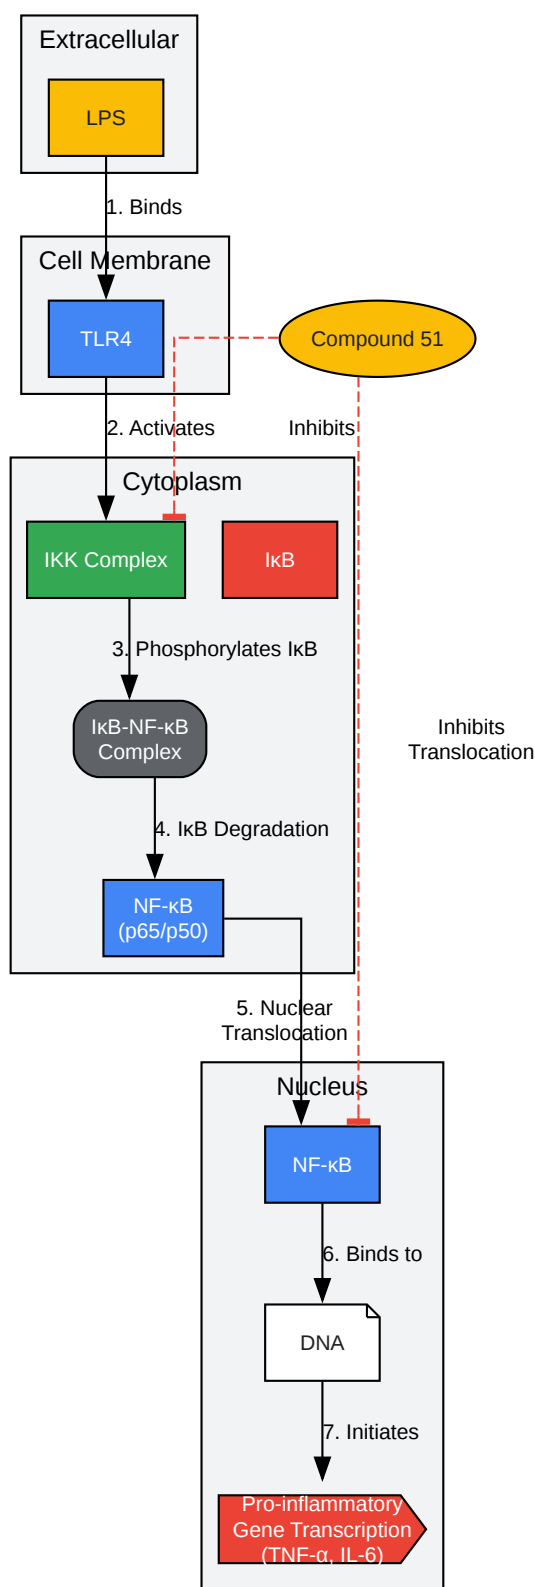 Extracellular
LPS
1. Binds
Cell Membrane
TLR4
Compound 51
2. Activates
Inhibits
Cytoplasm
IKK Complex
IκB
3. Phosphorylates IκB
IκB-NF-κB
Complex
Inhibits
Translocation
4. IκB Degradation
NF-κB
(p65/p50)
5. Nuclear
Translocation
Nucleus
NF-κB
6. Binds to
DNA
7. Initiates
Pro-inflammatory
Gene Transcription
(TNF-α, IL-6)